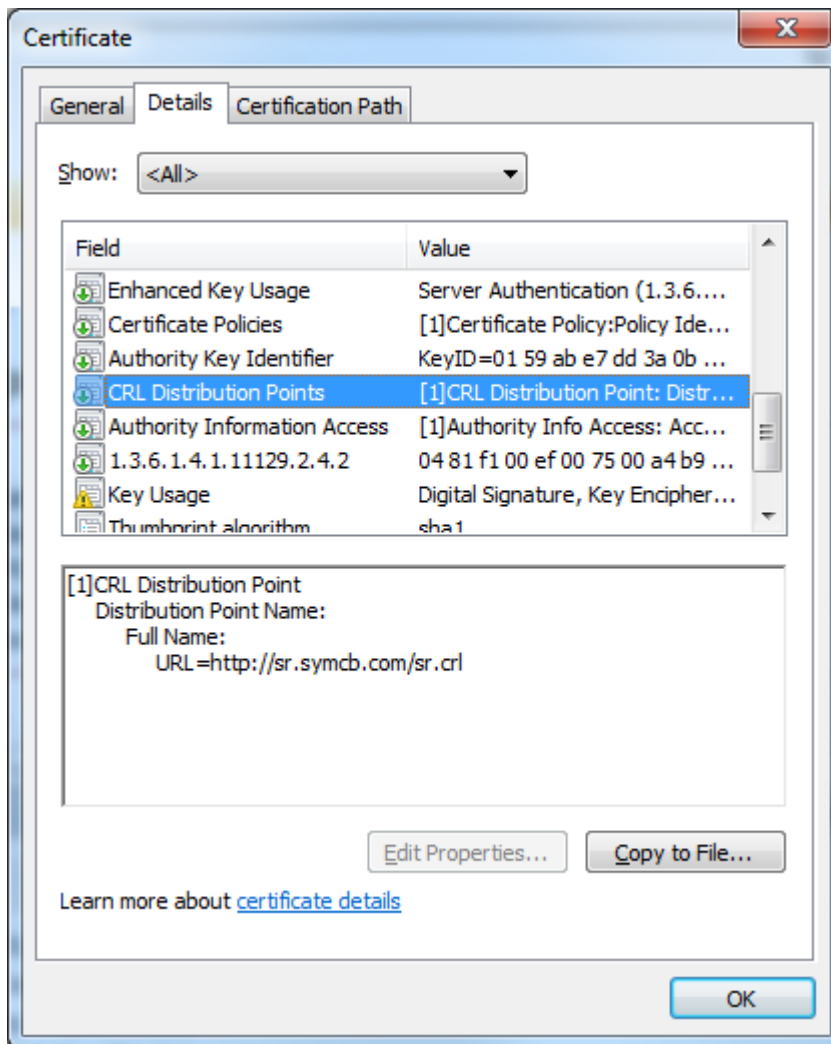 Certificate
General Details Certification Path
Show: <All>
Field Value
Enhanced Key Usage Server Authentication (1.3.6....
Certificate Policies [1]Certificate Policy:Policy Ide...
Authority Key Identifier KeyID=01 59 ab e7 dd 3a 0b ...
CRL Distribution Points [1]CRL Distribution Point: Distr...
Authority Information Access [1]Authority Info Access: Acc...
1.3.6.1.4.1.11129.2.4.2 04 81 f1 00 ef 00 75 00 a4 b9 ...
Key Usage Digital Signature, Key Encipher...
Thumbprint algorithm sha1
[1]CRL Distribution Point
Distribution Point Name:
Full Name:
URL=http://sr.symcb.com/sr.crl
Edit Properties... Copy to File...
Learn more about certificate details
OK